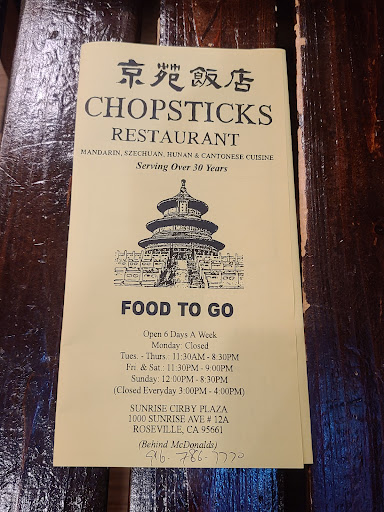 京苑飯店
CHOPSTICKS
RESTAURANT
MANDARIN, SZECHUAN, HUNAN & CANTONESE CUISINE
Serving Over 30 Years
FOOD TO GO
Open 6 Days A Week
Monday: Closed
Tues. - Thurs: 11:30AM - 8:30PM
Fri. & Sat.: 11:30PM - 9:00PM
Sunday: 12:00PM - 8:30PM
(Closed Everyday 3:00PM - 4:00PM)
SUNRISE CIRBY PLAZA
1000 SUNRISE AVE # 12A
ROSEVILLE, CA 95661
(Behind McDonalds)
916-786-7770